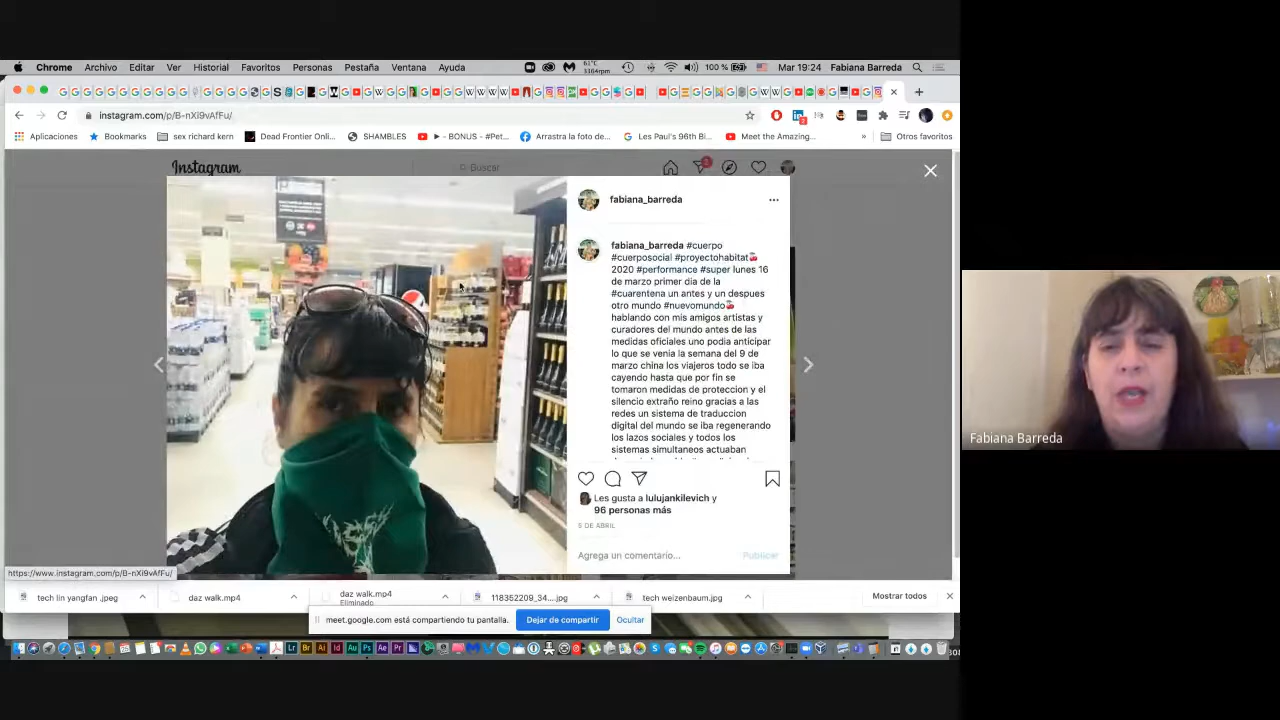 Chrome Archivo Editar Ver Historial Favoritos Personas Pestaña Ventana Ayuda 61°C 3164rpm 100 % Mar 19:24 Fabiana Barreda
instagram.com/p/B-nXi9vAfFu/
Aplicaciones Bookmarks sex richard kern Dead Frontier Onli... SHAMBLES ► - BONUS - #Pet... Arrastra la foto de... Les Paul's 96th Bi... Meet the Amazing... » Otros favoritos
Instagram Buscar
fabiana_barreda
fabiana_barreda #cuerpo
#cuerposocial #proyectohabitat🍒
2020 #performance #super lunes 16
de marzo primer día de la
#cuarentena un antes y un despues
otro mundo #nuevomundo🍒
hablando con mis amigos artistas y
curadores del mundo antes de las
medidas oficiales uno podia anticipar
lo que se venia la semana del 9 de
marzo china los viajeros todo se iba
cayendo hasta que por fin se
tomaron medidas de proteccion y el
silencio extraño reino gracias a las
redes un sistema de traduccion
digital del mundo se iba regenerando
los lazos sociales y todos los
sistemas simultaneos actuaban
Les gusta a lulujankilevich y
96 personas más
5 DE ABRIL
Agrega un comentario... Publicar
Fabiana Barreda
https://www.instagram.com/p/B-nXi9vAfFu/
tech lin yangfan .jpeg daz walk.mp4 daz walk.mp4 118352209_34....jpg tech weizenbaum.jpg Mostrar todos
Eliminado
meet.google.com está compartiendo tu pantalla. Dejar de compartir Ocultar